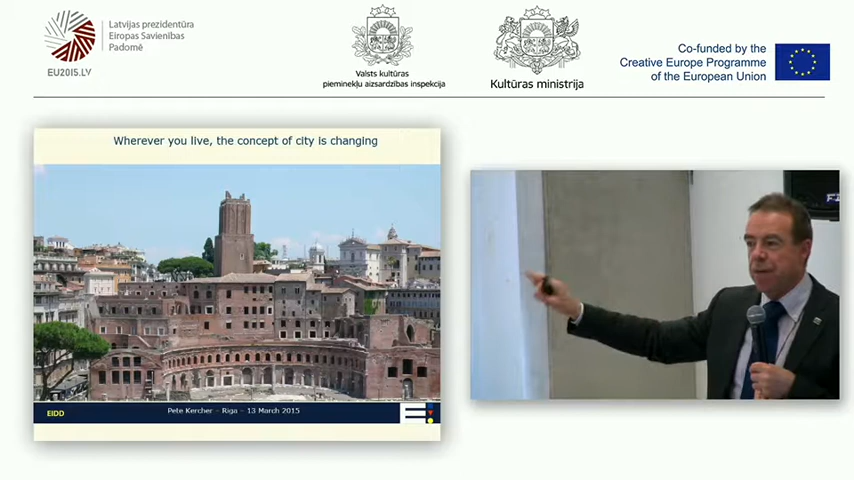 Latvijas prezidentūra
Eiropas Savienības
Padomē
EU2015.LV
Valsts kultūras
pieminekļu aizsardzības inspekcija
Kultūras ministrija
Co-funded by the
Creative Europe Programme
of the European Union
Wherever you live, the concept of city is changing
EIDD
Pete Kercher – Riga – 13 March 2015